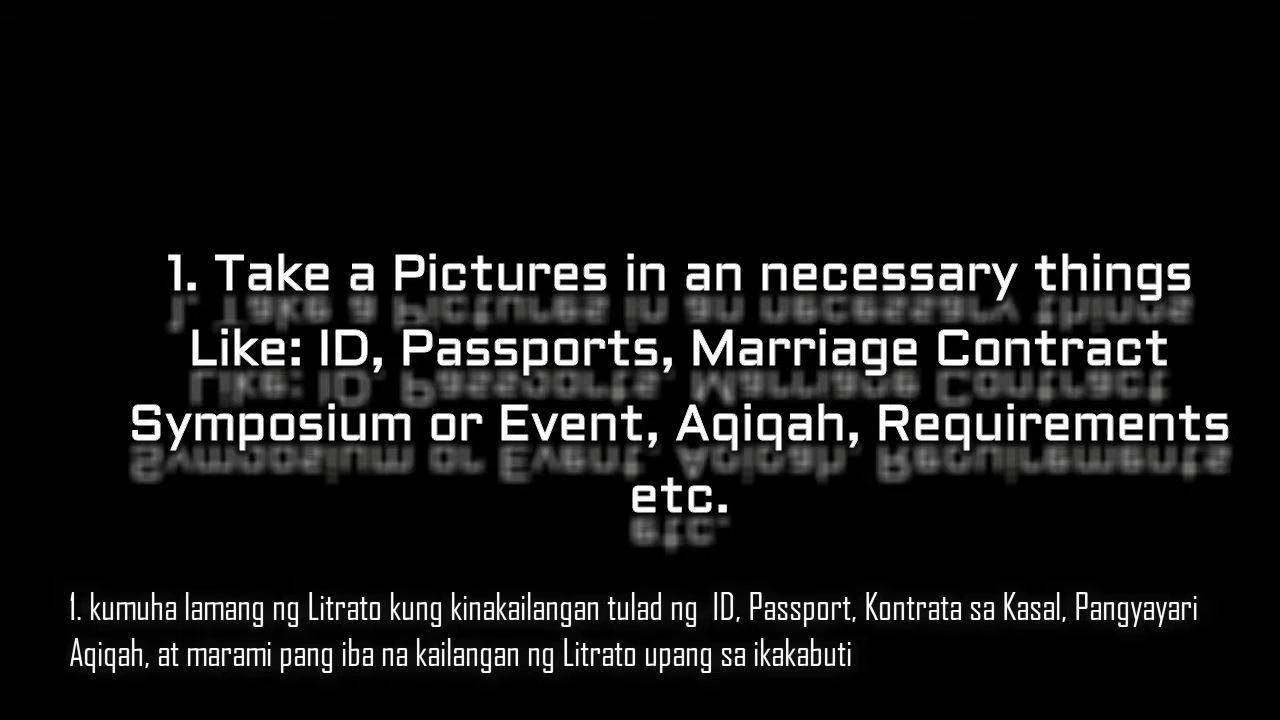 1. Take a Pictures in an necessary things
Like: ID, Passports, Marriage Contract
Symposium or Event, Aqiqah, Requirements
etc.
1. kumuha lamang ng Litrato kung kinakailangan tulad ng ID, Passport, Kontrata sa Kasal, Pangyayari
Aqiqah, at marami pang iba na kailangan ng Litrato upang sa ikakabuti